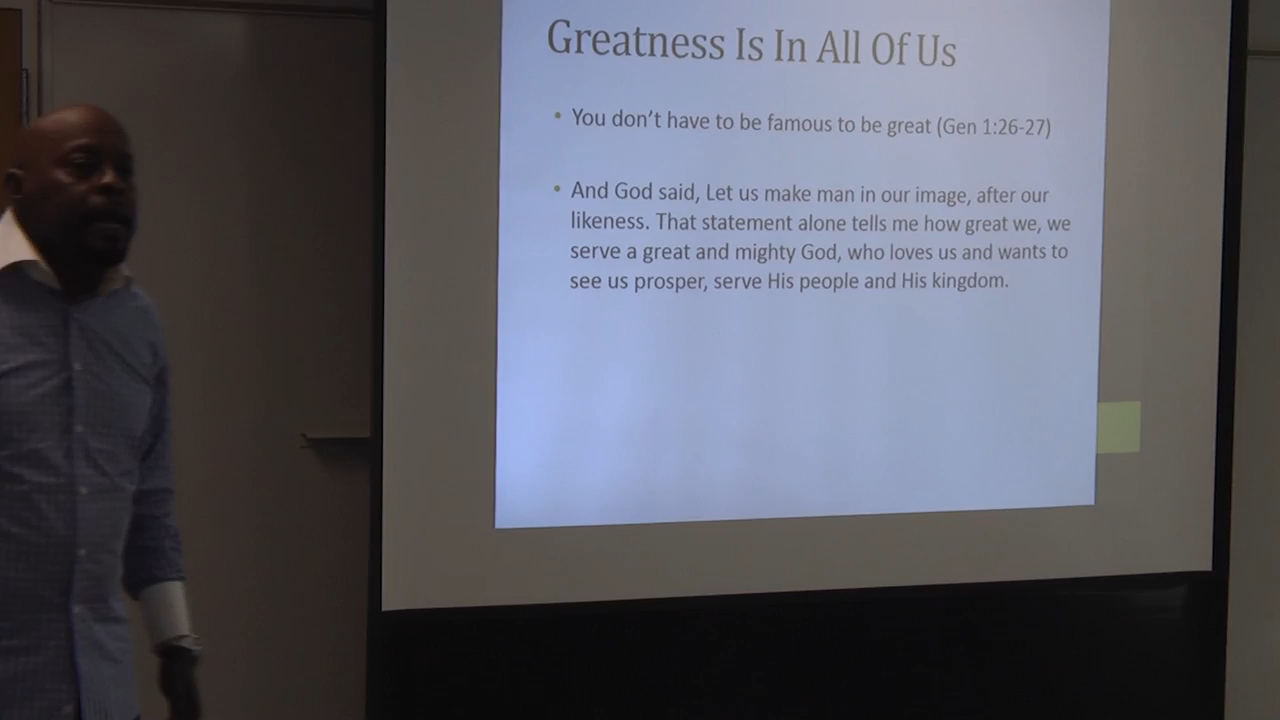 Greatness Is In All Of Us
• You don't have to be famous to be great (Gen 1:26-27)
• And God said, Let us make man in our image, after our
likeness. That statement alone tells me how great we, we
serve a great and mighty God, who loves us and wants to
see us prosper, serve His people and His kingdom.